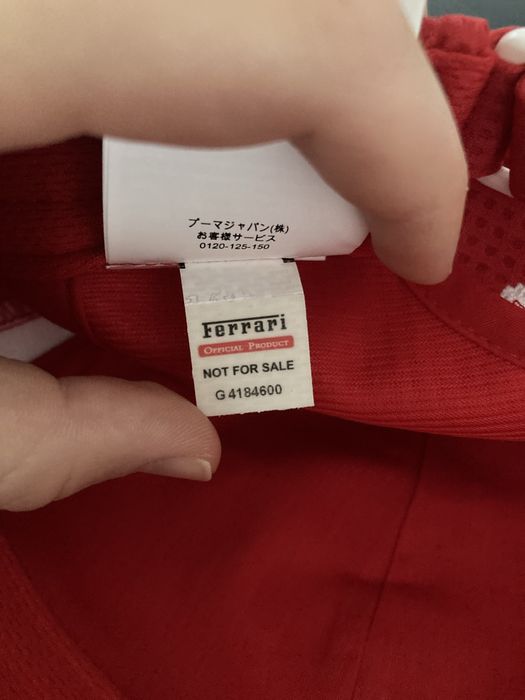 プーマジャパン(株)
お客様サービス
0120-125-150
Ferrari
OFFICIAL PRODUCT
NOT FOR SALE
G 4184600